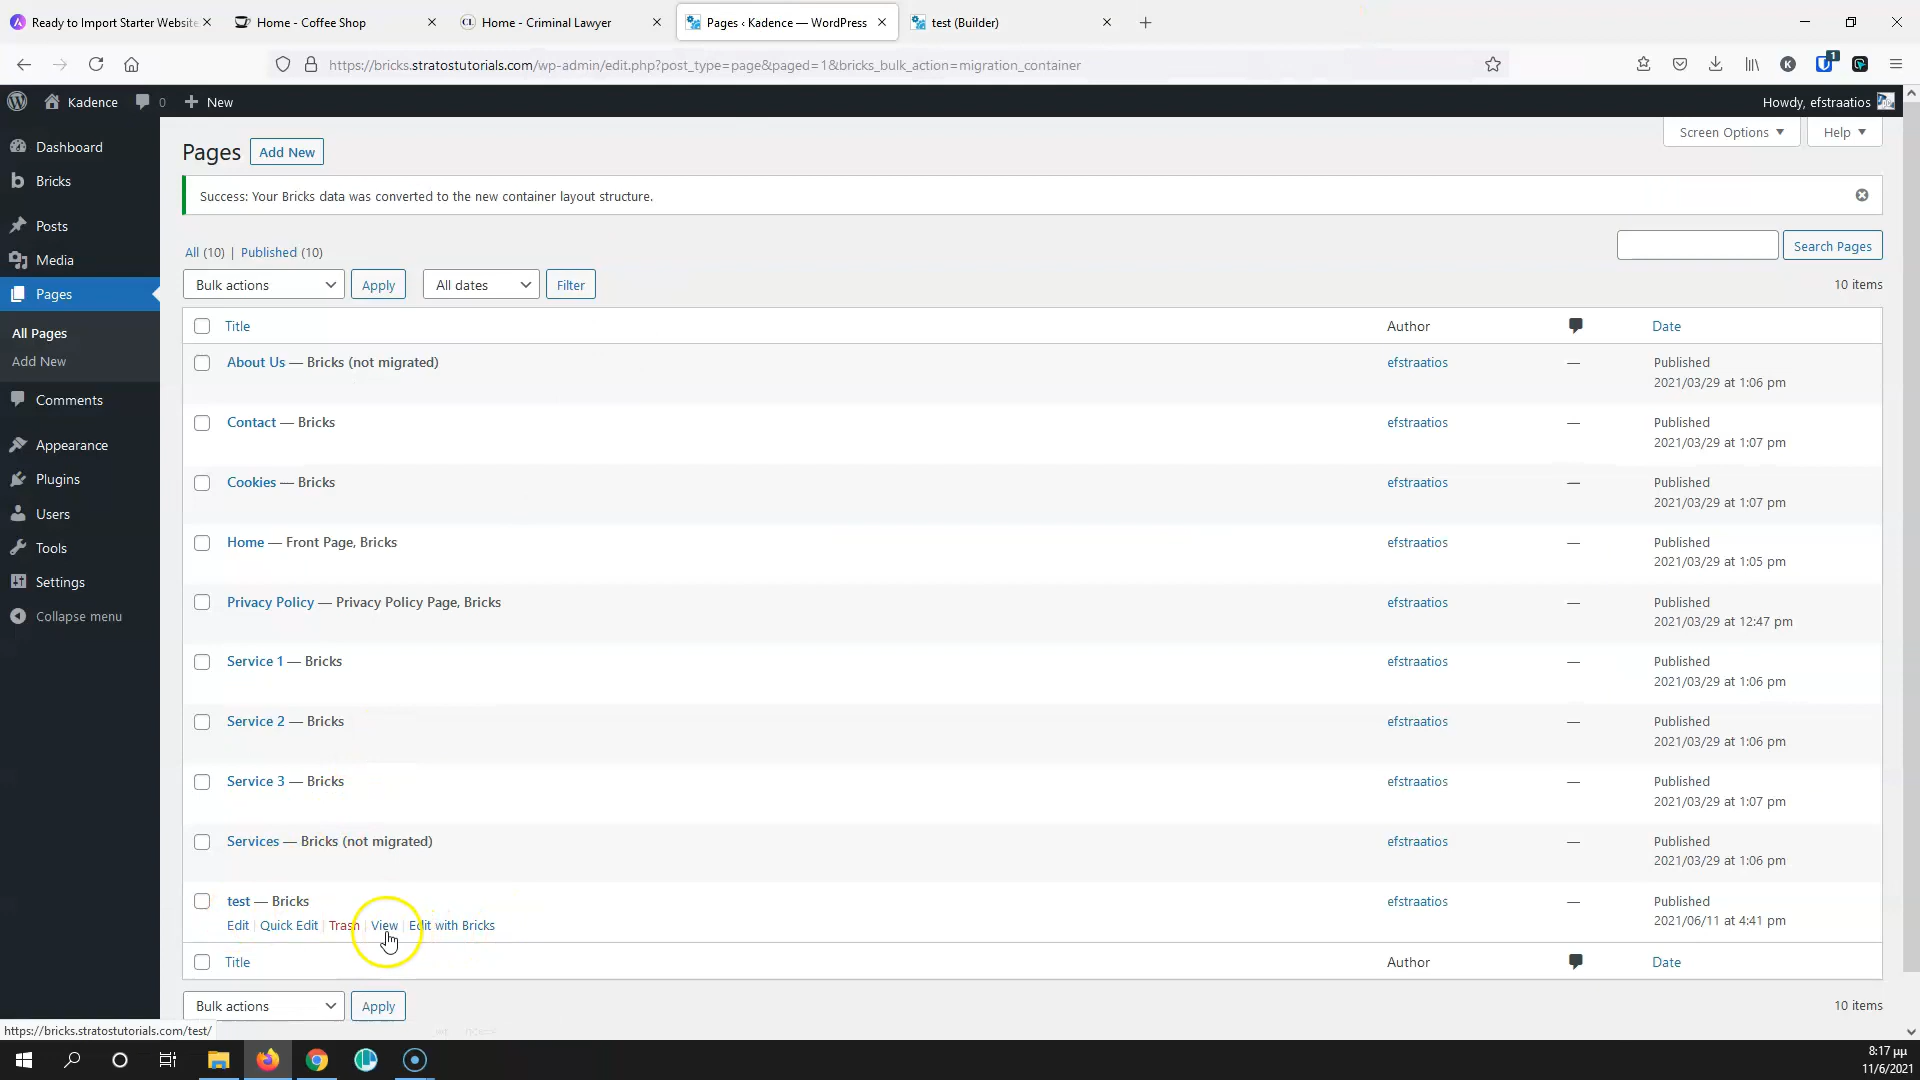 Ready to Import Starter Website
Home - Coffee Shop
CL Home - Criminal Lawyer
Pages ‹ Kadence — WordPress
test (Builder)
https://bricks.stratostutorials.com/wp-admin/edit.php?post_type=page&paged=1&bricks_bulk_action=migration_container
1
Kadence
0
New
Howdy, efstraatios
Dashboard
Bricks
Posts
Media
Pages
All Pages
Add New
Comments
Appearance
Plugins
Users
Tools
Settings
Collapse menu
Screen Options
Help
Pages
Add New
Success: Your Bricks data was converted to the new container layout structure.
All (10) | Published (10)
Search Pages
Bulk actions
Apply
All dates
Filter
10 items
Title Author Date
About Us — Bricks (not migrated) efstraatios — Published
2021/03/29 at 1:06 pm
Contact — Bricks efstraatios — Published
2021/03/29 at 1:07 pm
Cookies — Bricks efstraatios — Published
2021/03/29 at 1:07 pm
Home — Front Page, Bricks efstraatios — Published
2021/03/29 at 1:05 pm
Privacy Policy — Privacy Policy Page, Bricks efstraatios — Published
2021/03/29 at 12:47 pm
Service 1 — Bricks efstraatios — Published
2021/03/29 at 1:06 pm
Service 2 — Bricks efstraatios — Published
2021/03/29 at 1:06 pm
Service 3 — Bricks efstraatios — Published
2021/03/29 at 1:07 pm
Services — Bricks (not migrated) efstraatios — Published
2021/03/29 at 1:06 pm
test — Bricks efstraatios — Published
Edit | Quick Edit | Trash | View | Edit with Bricks 2021/06/11 at 4:41 pm
Title Author Date
Bulk actions
Apply
10 items
https://bricks.stratostutorials.com/test/
8:17 μμ
11/6/2021